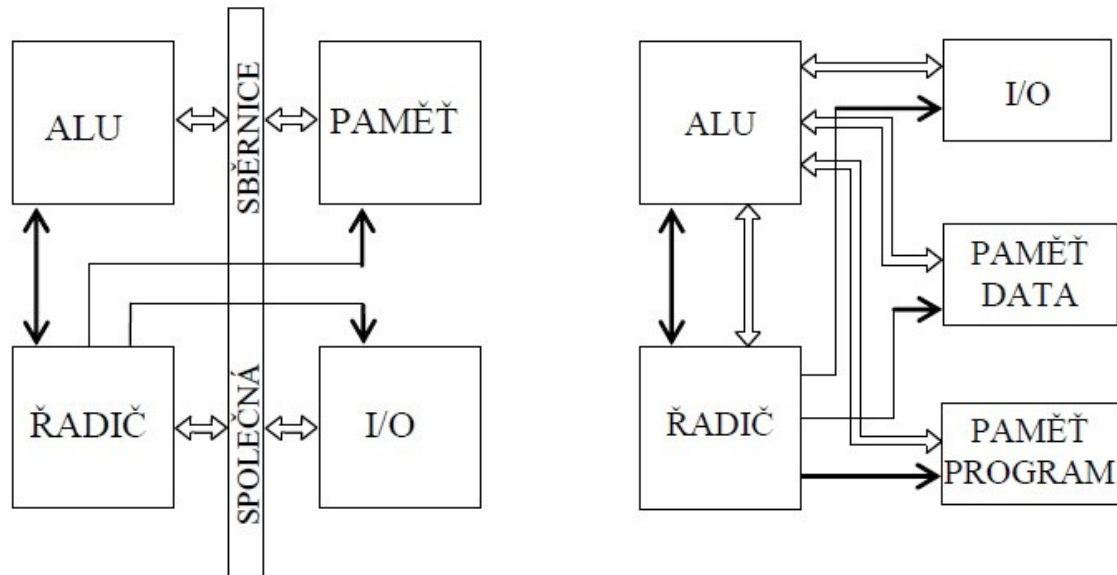 ALU
PAMĚŤ
ŘADIČ
I/O
SPOLEČNÁ SBĚRNICE
ALU
I/O
PAMĚŤ
DATA
ŘADIČ
PAMĚŤ
PROGRAM